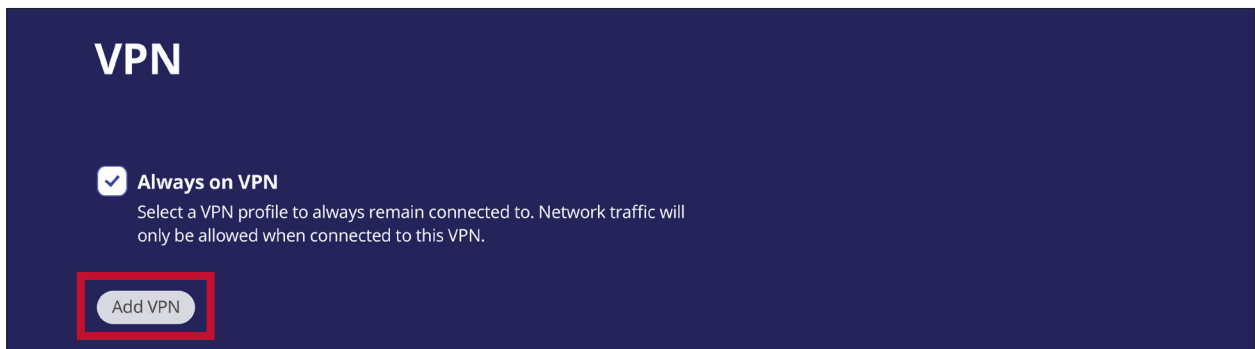 VPN
Always on VPN
Select a VPN profile to always remain connected to. Network traffic will
only be allowed when connected to this VPN.
Add VPN